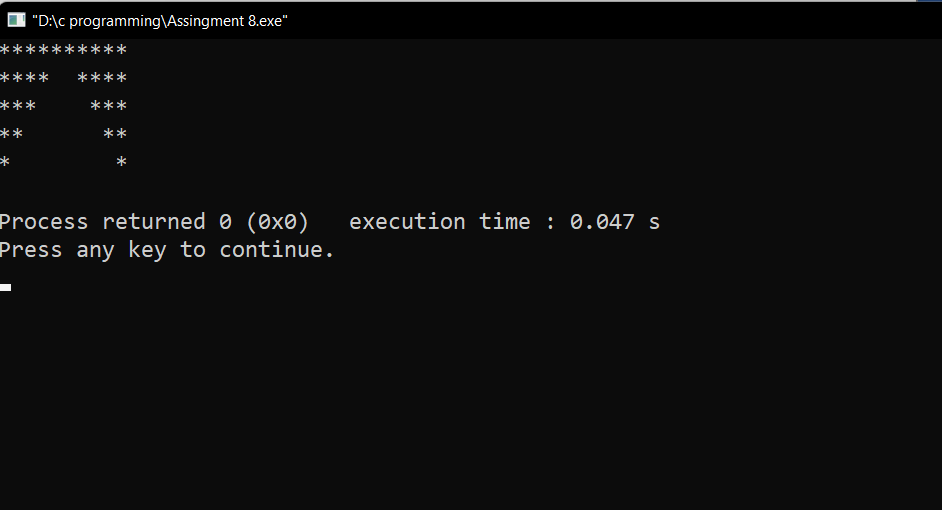 "D:\c programming\Assingment 8.exe"
**********
****  ****
***    ***
**      **
*        *
Process returned 0 (0x0)   execution time : 0.047 s
Press any key to continue.